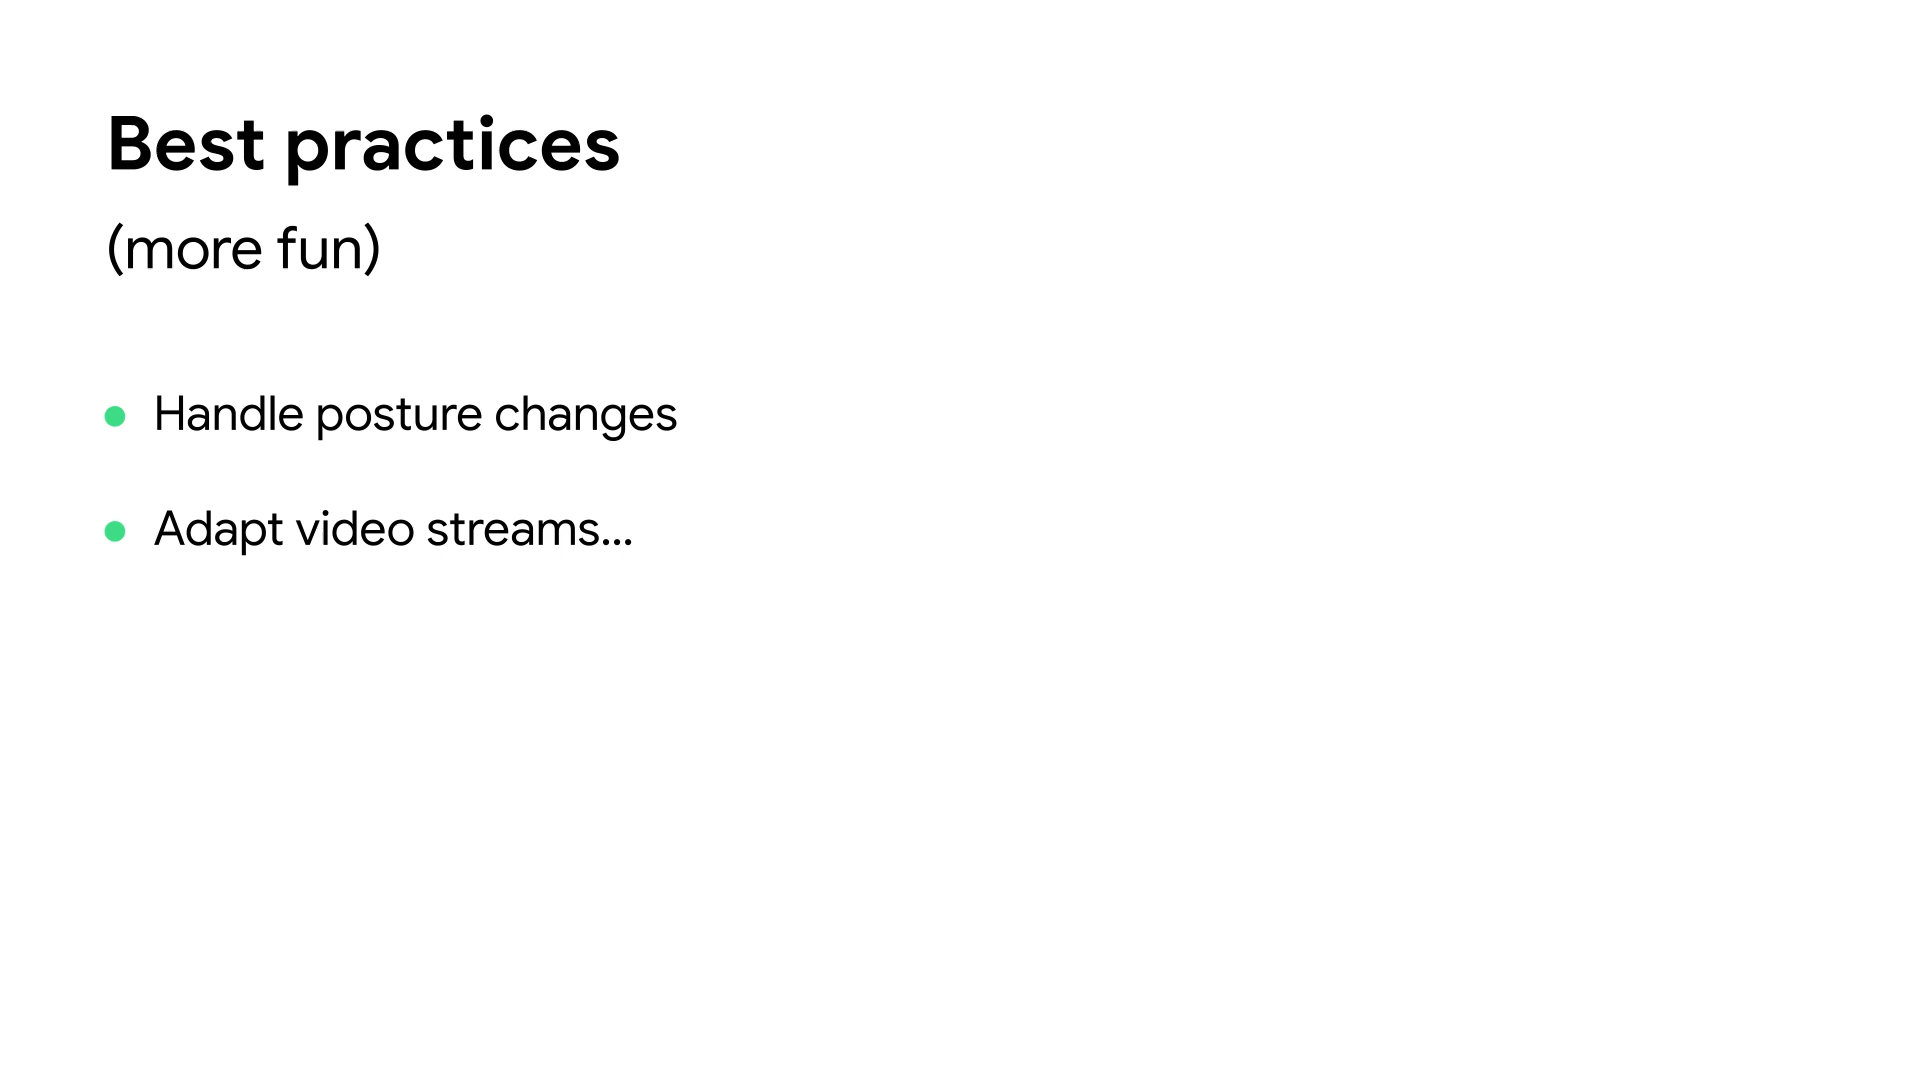 Best practices
(more fun)
Handle posture changes
Adapt video streams...